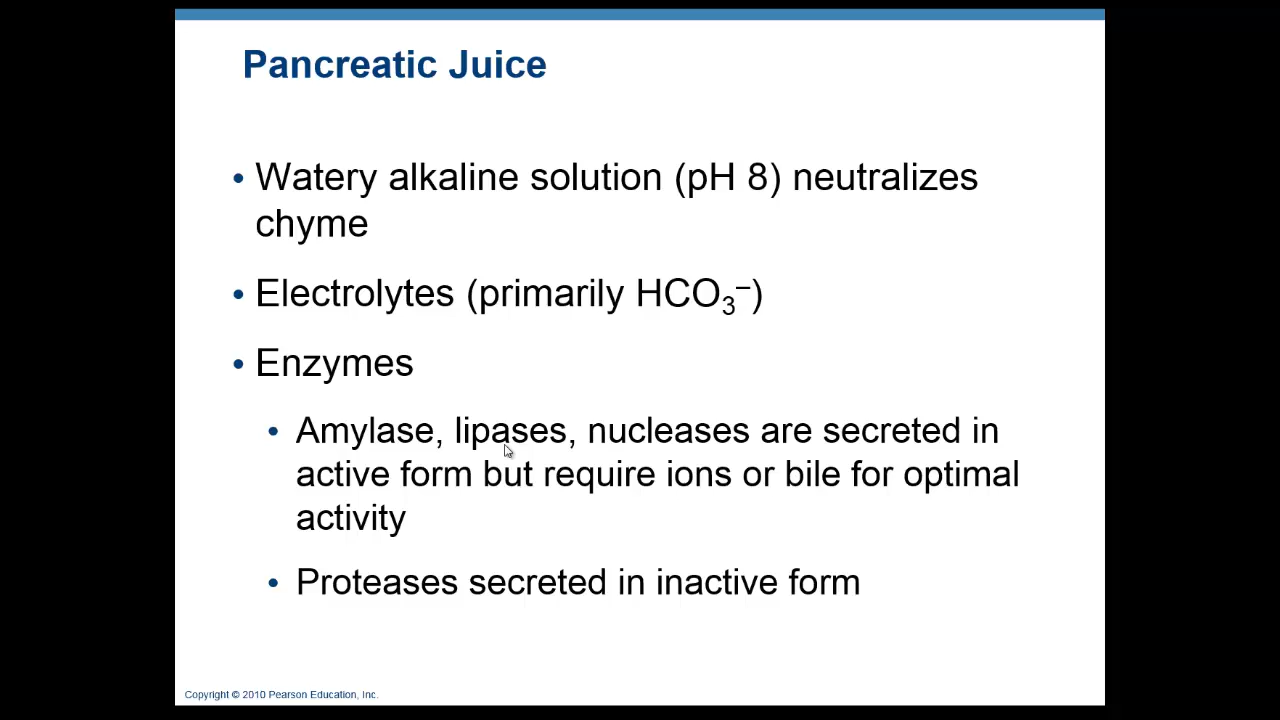 Pancreatic Juice
• Watery alkaline solution (pH 8) neutralizes
chyme
• Electrolytes (primarily HCO₃⁻)
• Enzymes
• Amylase, lipases, nucleases are secreted in
active form but require ions or bile for optimal
activity
• Proteases secreted in inactive form
Copyright © 2010 Pearson Education, Inc.